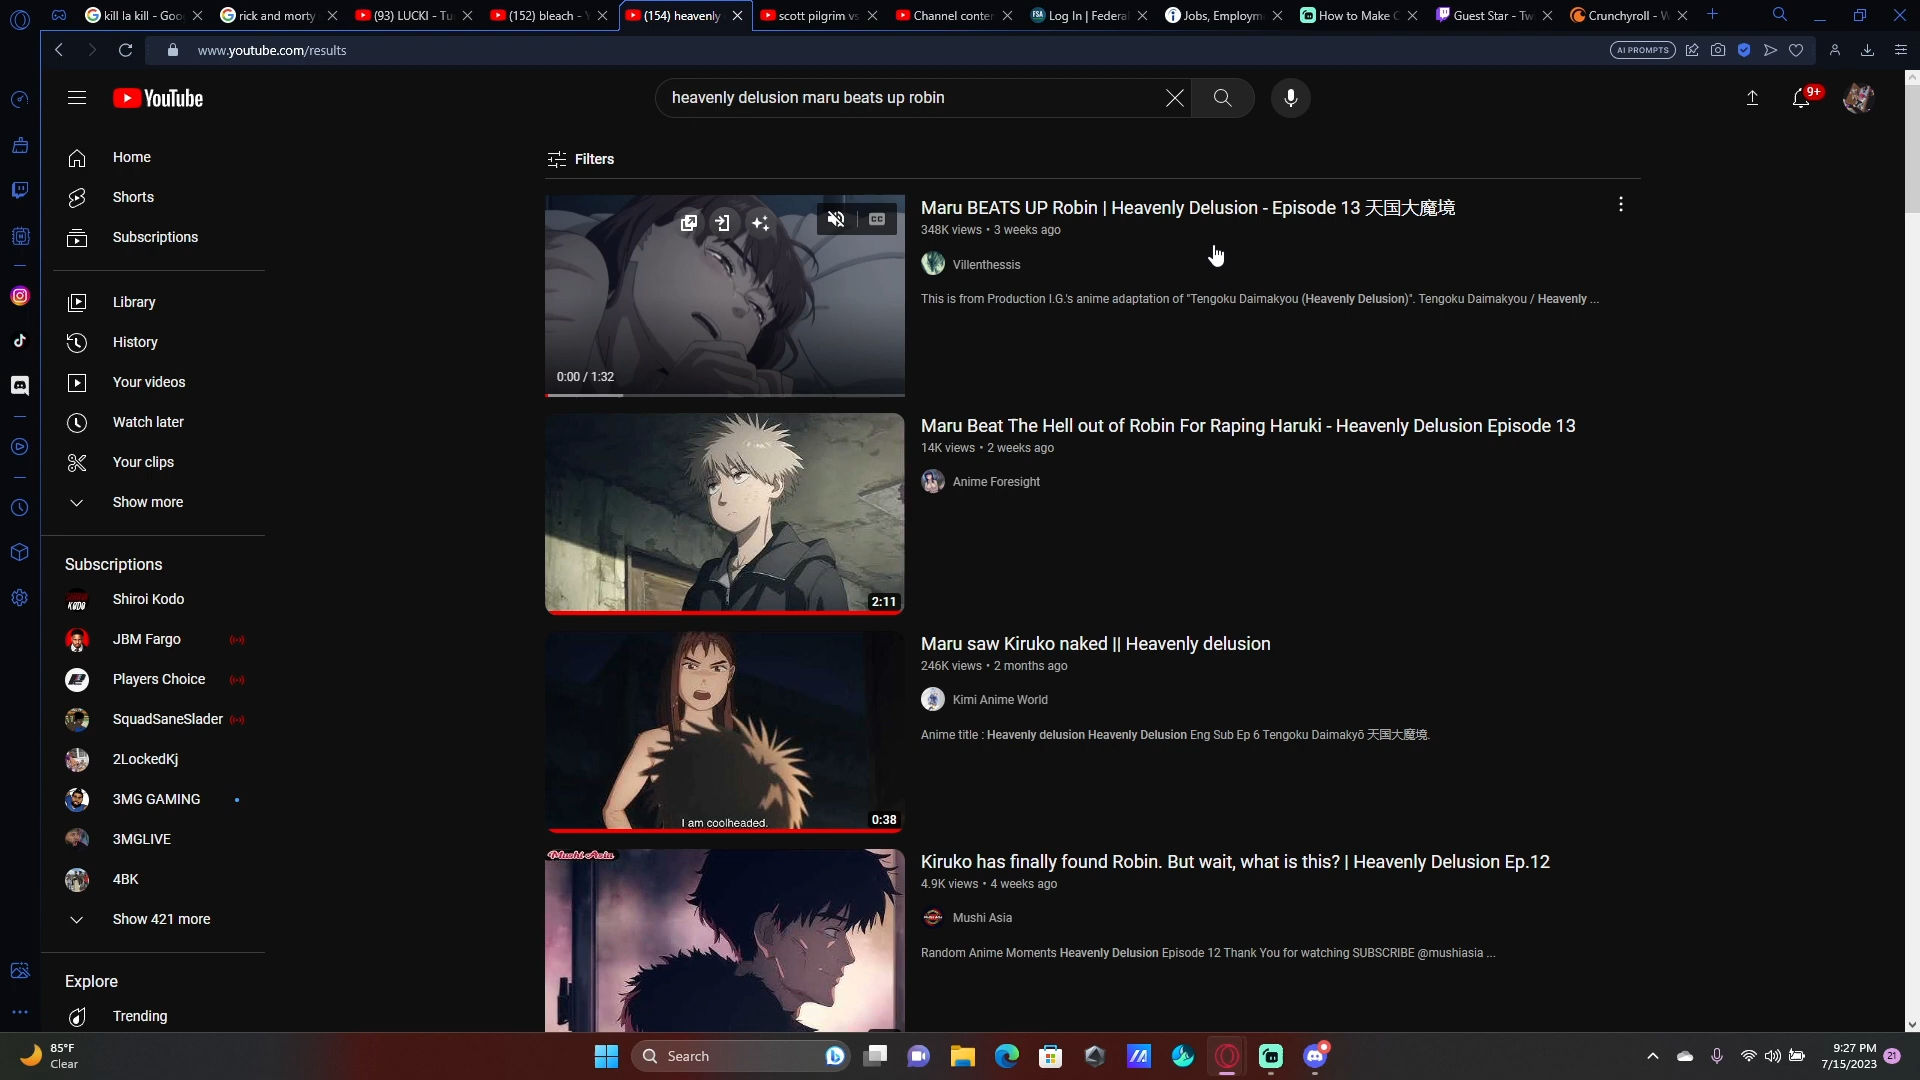 kill la kill - Goo
rick and morty
(93) LUCKI - Tu
(152) bleach - Y
(154) heavenly
scott pilgrim vs
Channel conter
Log In | Federa
Jobs, Employm
How to Make C
Guest Star - Tw
Crunchyroll - W
www.youtube.com/results
AI PROMPTS
YouTube
heavenly delusion maru beats up robin
9+
Home
Shorts
Subscriptions
Library
History
Your videos
Watch later
Your clips
Show more
Subscriptions
Shiroi Kodo
JBM Fargo
Players Choice
SquadSaneSlader
2LockedKj
3MG GAMING
3MGLIVE
4BK
Show 421 more
Explore
Trending
Filters
CC
0:00 / 1:32
Maru BEATS UP Robin | Heavenly Delusion - Episode 13 天国大魔境
348K views • 3 weeks ago
Villenthessis
This is from Production I.G.'s anime adaptation of "Tengoku Daimakyou (Heavenly Delusion)". Tengoku Daimakyou / Heavenly ...
2:11
Maru Beat The Hell out of Robin For Raping Haruki - Heavenly Delusion Episode 13
14K views • 2 weeks ago
Anime Foresight
I am coolheaded.
0:38
Maru saw Kiruko naked || Heavenly delusion
246K views • 2 months ago
Kimi Anime World
Anime title : Heavenly delusion Heavenly Delusion Eng Sub Ep 6 Tengoku Daimakyō 天国大魔境.
Mushi Asia
Kiruko has finally found Robin. But wait, what is this? | Heavenly Delusion Ep.12
4.9K views • 4 weeks ago
Mushi Asia
Random Anime Moments Heavenly Delusion Episode 12 Thank You for watching SUBSCRIBE @mushiasia ...
85°F
Clear
Search
9:27 PM
7/15/2023
21